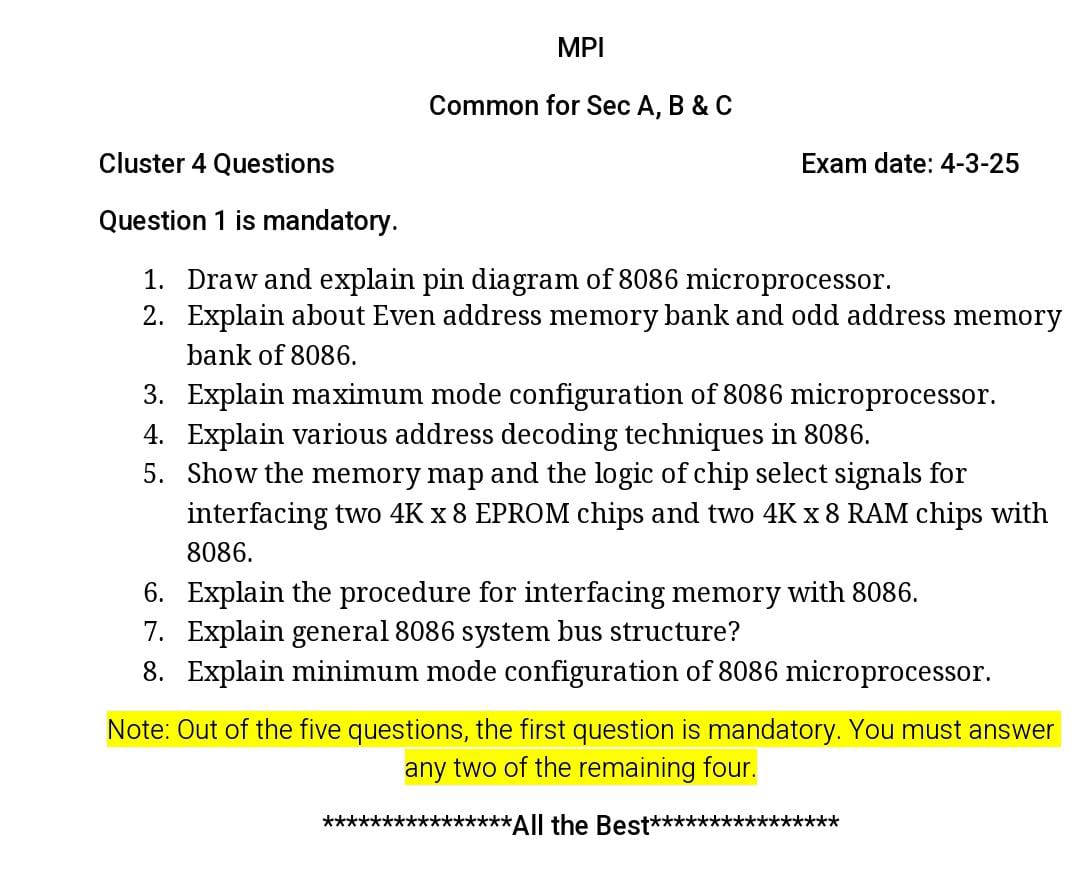 MPI
Common for Sec A, B & C
Cluster 4 Questions Exam date: 4-3-25
Question 1 is mandatory.
1. Draw and explain pin diagram of 8086 microprocessor.
2. Explain about Even address memory bank and odd address memory
bank of 8086.
3. Explain maximum mode configuration of 8086 microprocessor.
4. Explain various address decoding techniques in 8086.
5. Show the memory map and the logic of chip select signals for
interfacing two 4K x 8 EPROM chips and two 4K x 8 RAM chips with
8086.
6. Explain the procedure for interfacing memory with 8086.
7. Explain general 8086 system bus structure?
8. Explain minimum mode configuration of 8086 microprocessor.
Note: Out of the five questions, the first question is mandatory. You must answer
any two of the remaining four.
****************All the Best****************